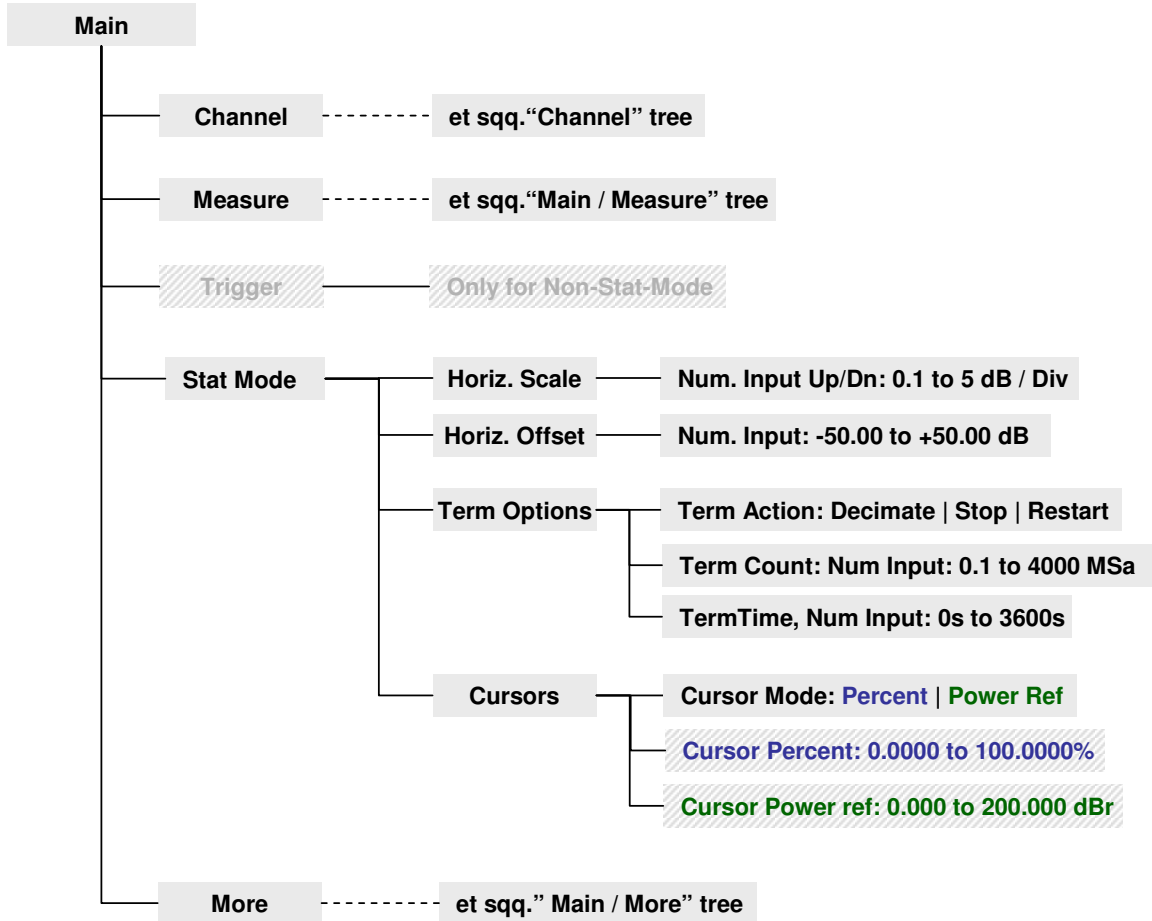 Main
Channel
et sqq.“Channel” tree
Measure
et sqq.“Main / Measure” tree
Trigger
Only for Non-Stat-Mode
Stat Mode
Horiz. Scale
Num. Input Up/Dn: 0.1 to 5 dB / Div
Horiz. Offset
Num. Input: -50.00 to +50.00 dB
Term Options
Term Action: Decimate | Stop | Restart
Term Count: Num Input: 0.1 to 4000 MSa
TermTime, Num Input: 0s to 3600s
Cursors
Cursor Mode: Percent | Power Ref
Cursor Percent: 0.0000 to 100.0000%
Cursor Power ref: 0.000 to 200.000 dBr
More
et sqq.” Main / More” tree